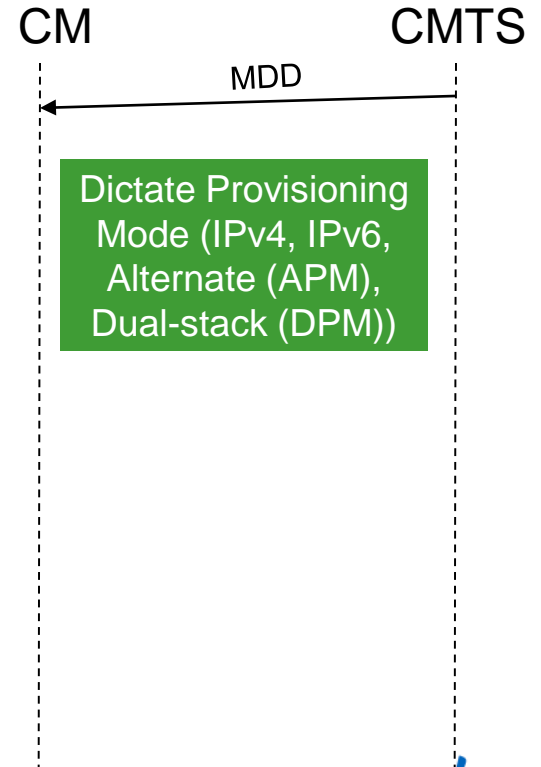 CM CMTS
MDD
Dictate Provisioning
Mode (IPv4, IPv6,
Alternate (APM),
Dual-stack (DPM))